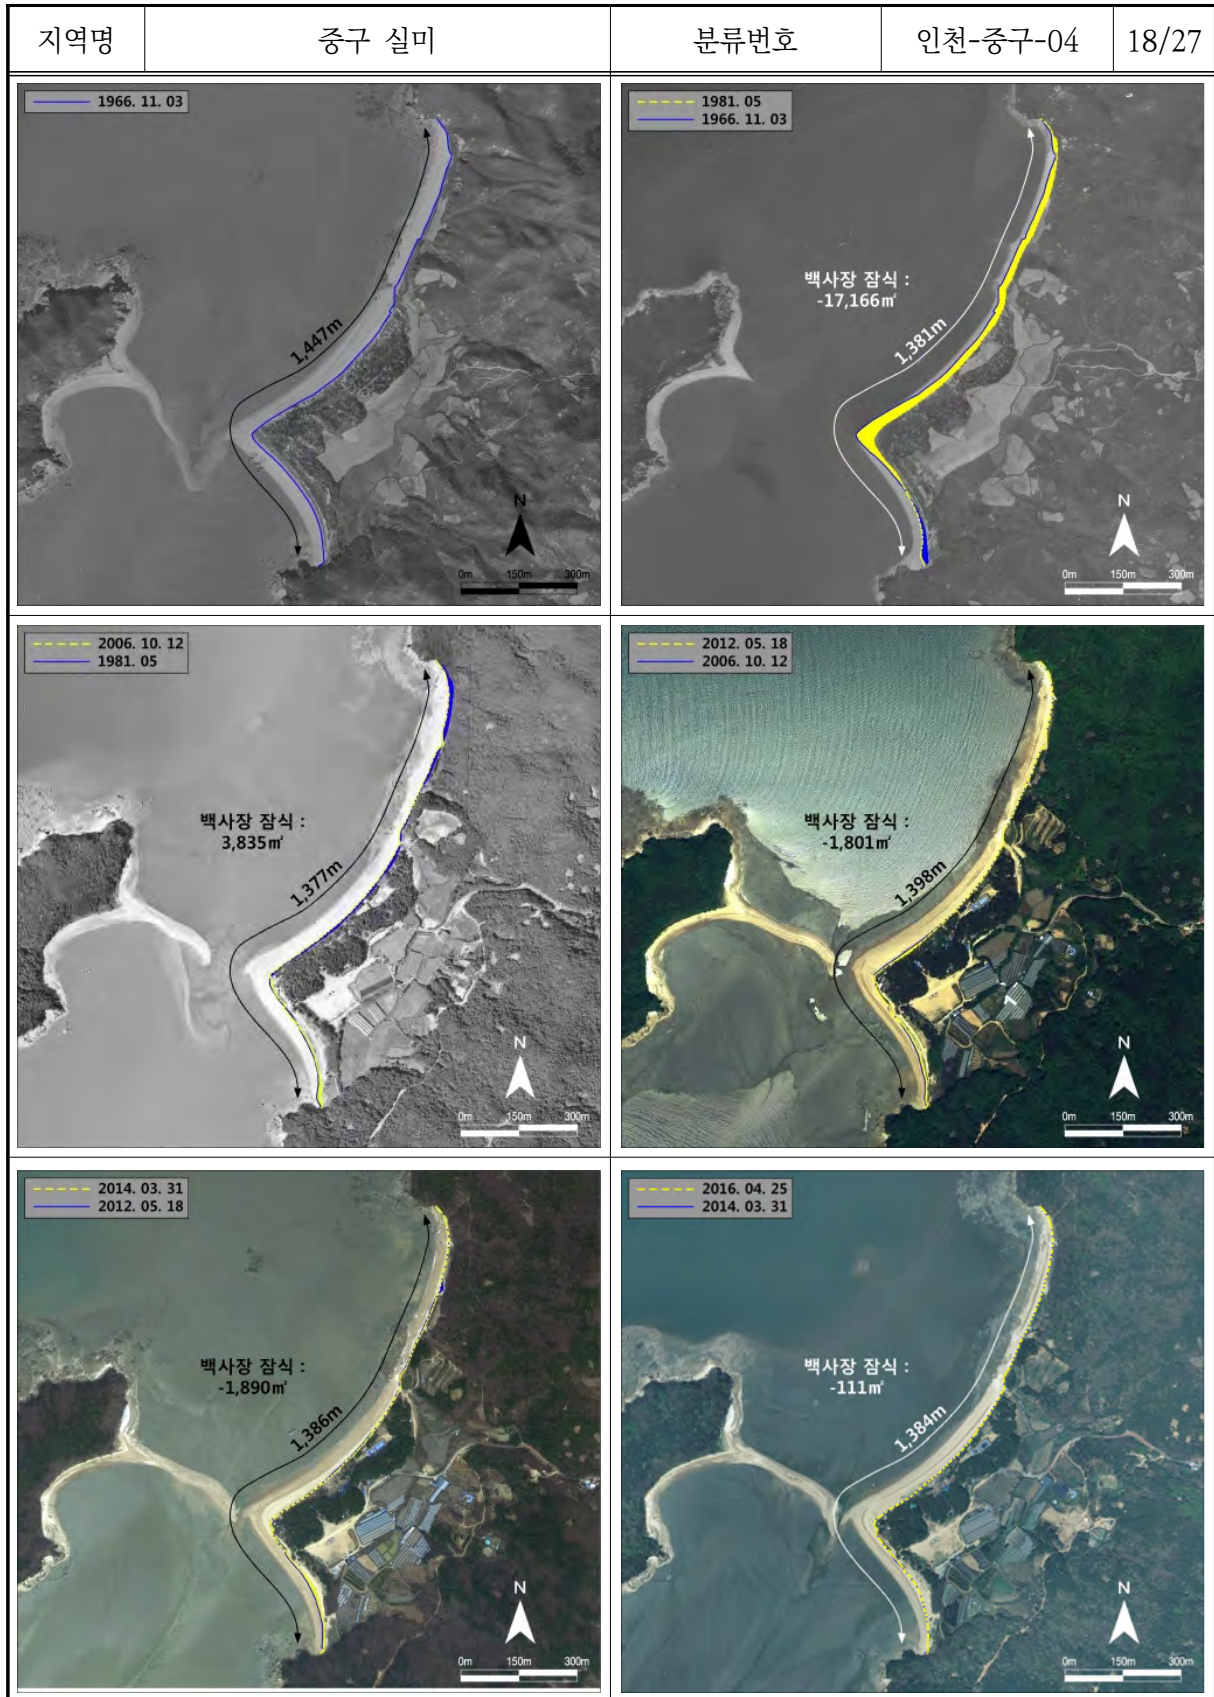 지역명 중구 실미 분류번호 인천-중구-04 18/27
1966. 11. 03
1,447m
N
0m 150m 300m
1981. 05
1966. 11. 03
백사장 잠식 :
-17,166㎡
1,381m
N
0m 150m 300m
2006. 10. 12
1981. 05
백사장 잠식 :
3,835㎡
1,377m
N
0m 150m 300m
2012. 05. 18
2006. 10. 12
백사장 잠식 :
-1,801㎡
1,398m
N
0m 150m 300m
2014. 03. 31
2012. 05. 18
백사장 잠식 :
-1,890㎡
1,386m
N
0m 150m 300m
2016. 04. 25
2014. 03. 31
백사장 잠식 :
-111㎡
1,384m
N
0m 150m 300m